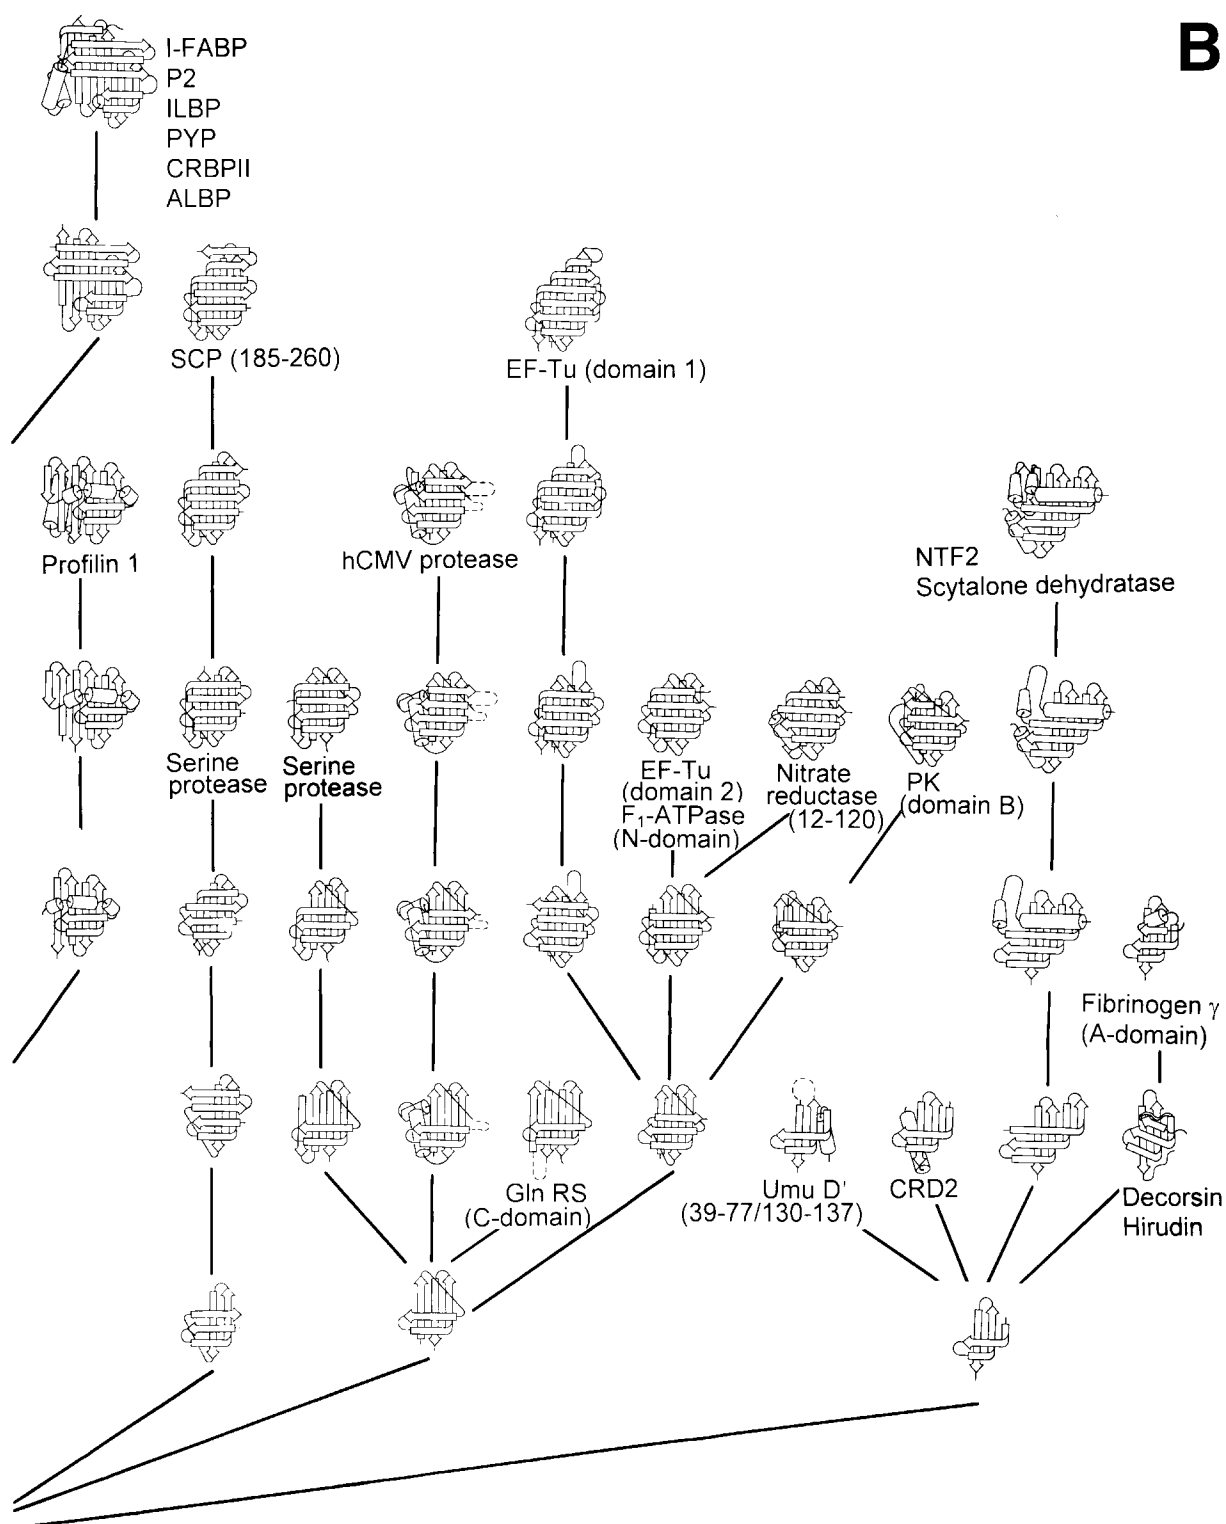 B
I-FABP
P2
ILBP
PYP
CRBPII
ALBP
SCP (185-260)
EF-Tu (domain 1)
Profilin 1
hCMV protease
NTF2
Scytalone dehydratase
Serine
protease
Serine
protease
EF-Tu
(domain 2)
F₁-ATPase
(N-domain)
Nitrate
reductase
(12-120)
PK
(domain B)
Fibrinogen γ
(A-domain)
Gln RS
(C-domain)
Umu D'
(39-77/130-137)
CRD2
Decorsin
Hirudin